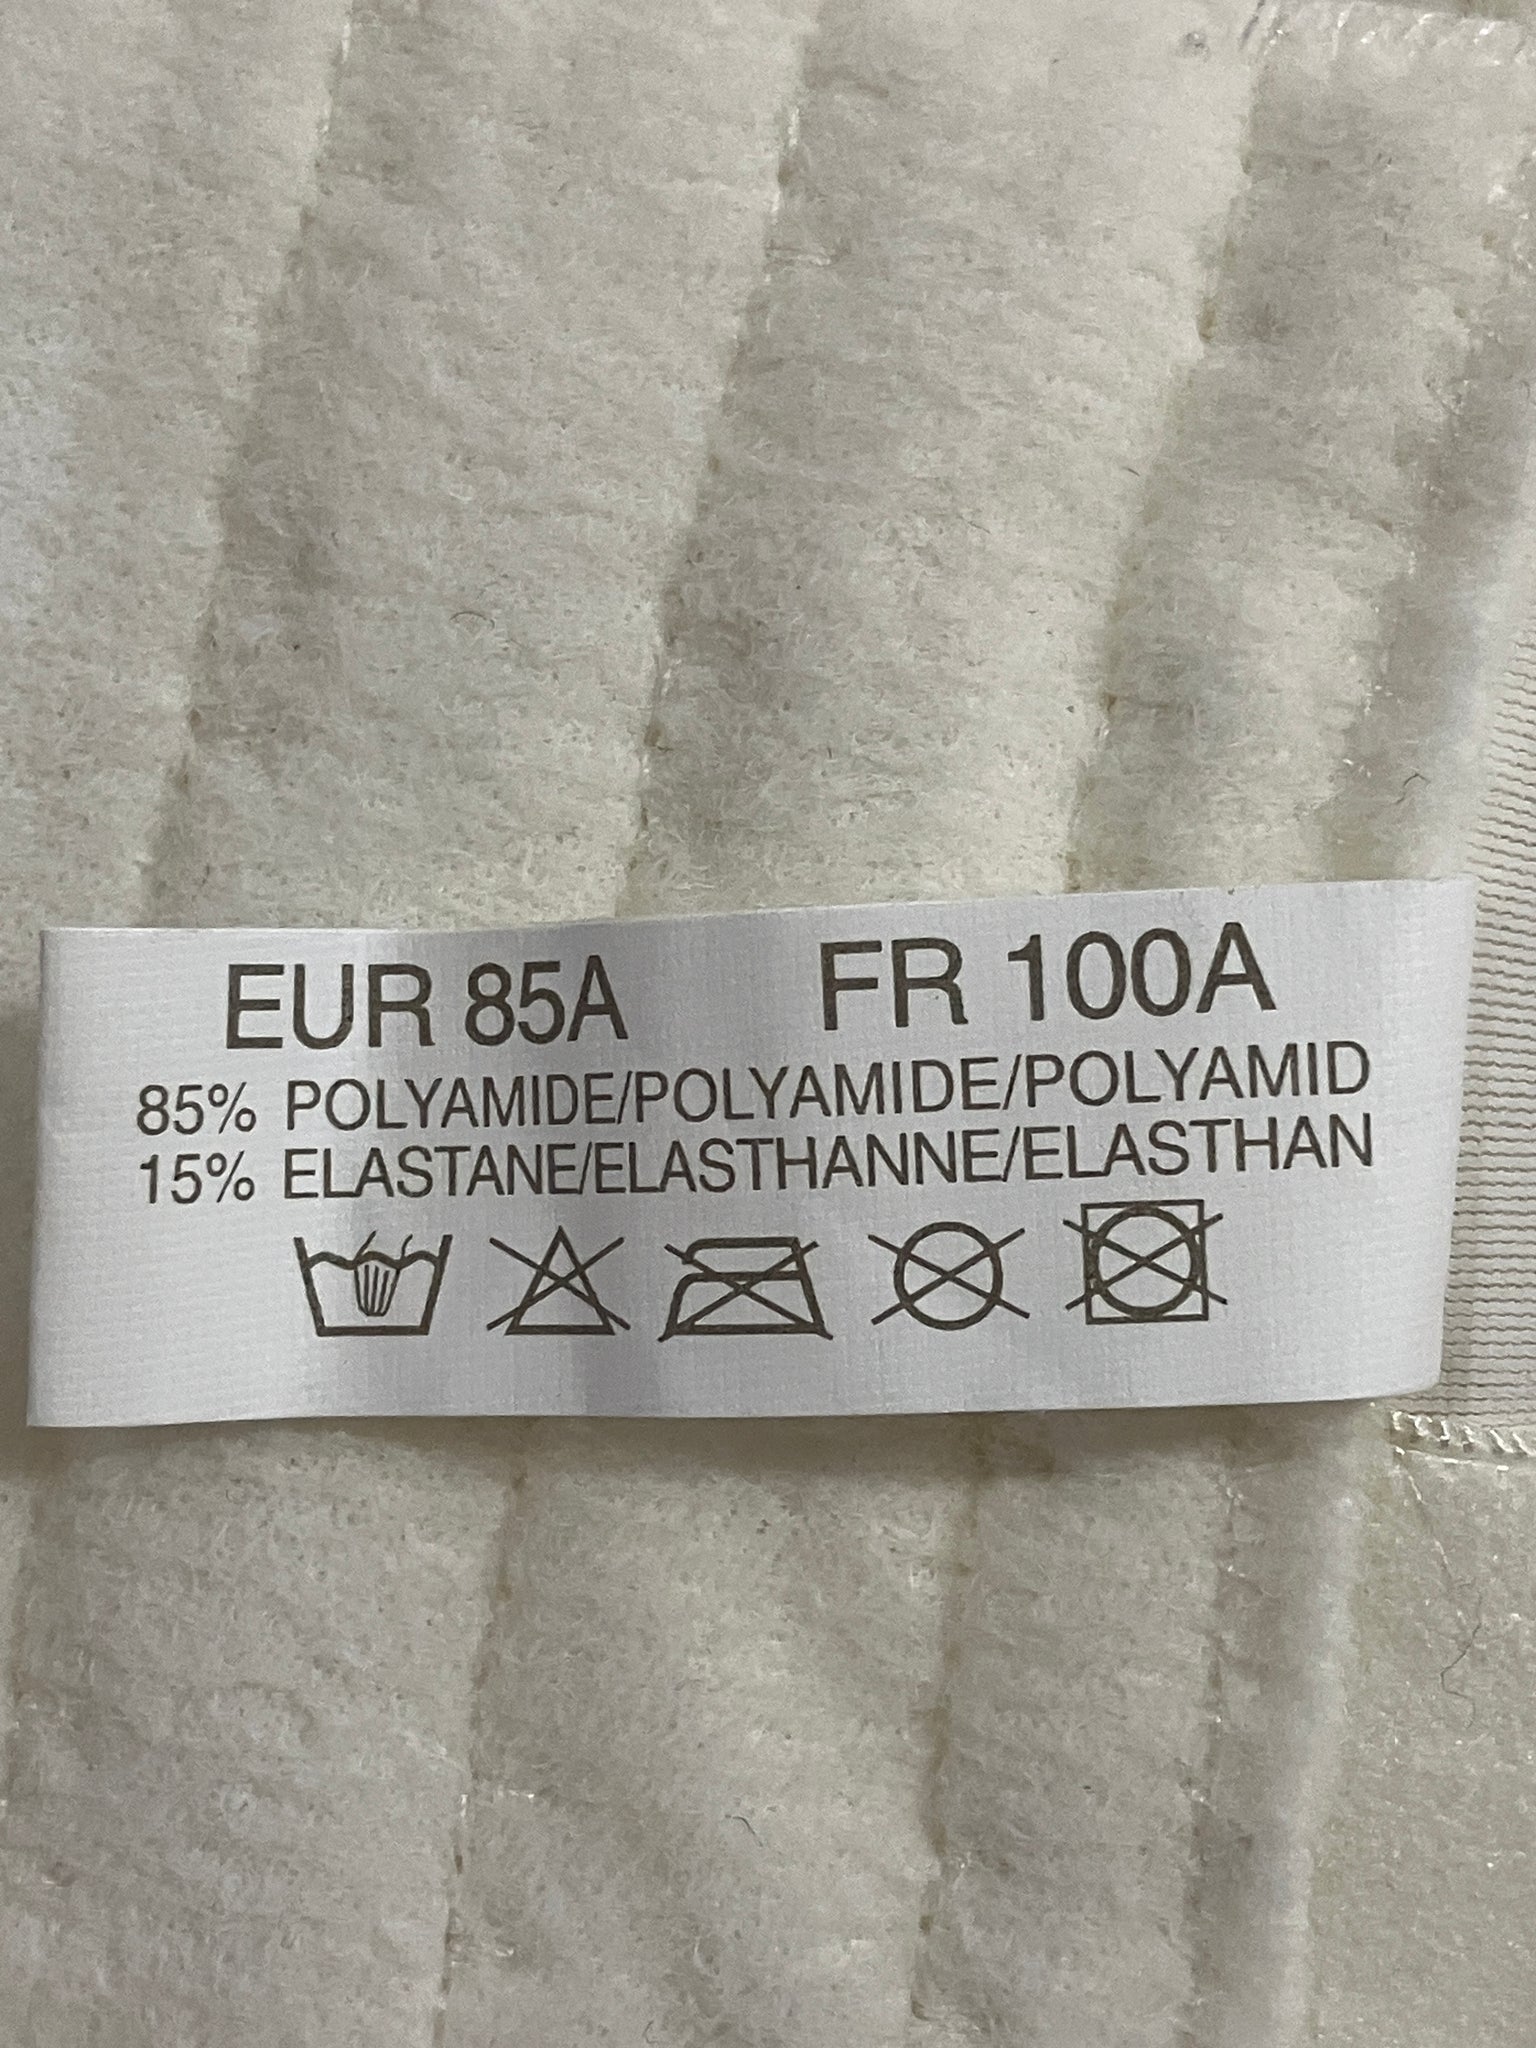 EUR 85A FR 100A
85% POLYAMIDE/POLYAMIDE/POLYAMID
15% ELASTANE/ELASTHANNE/ELASTHAN